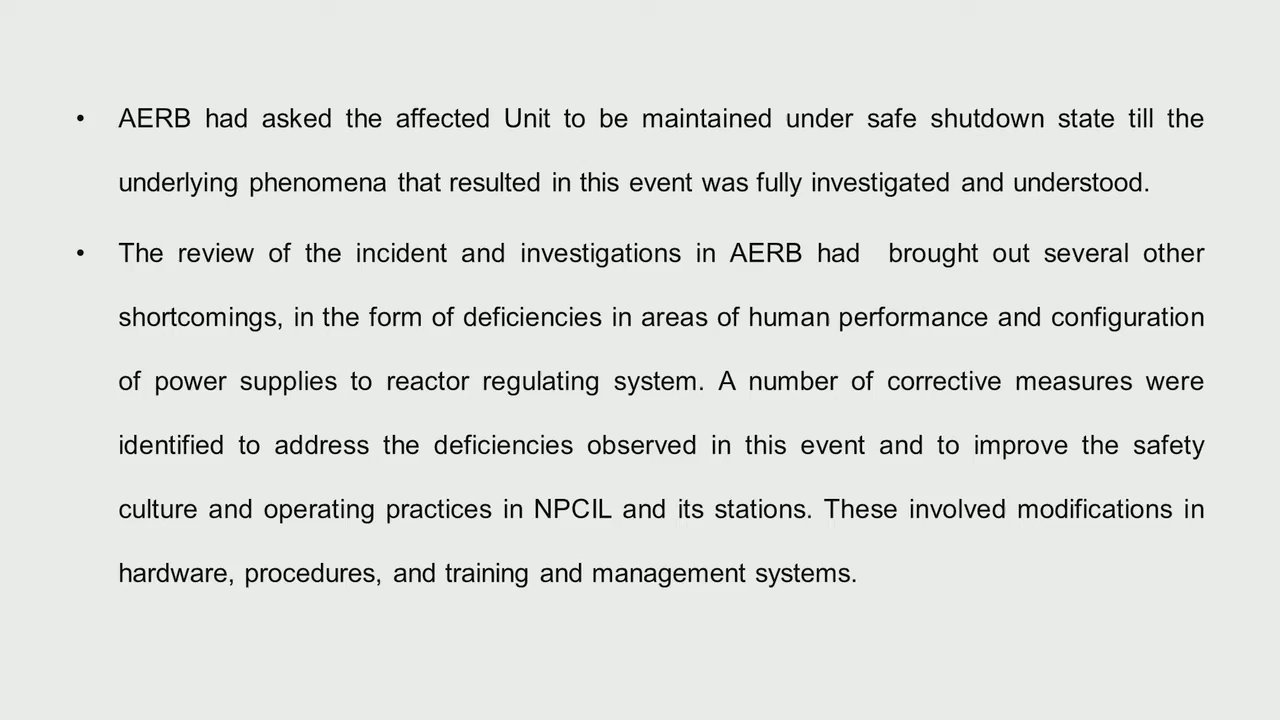 • AERB had asked the affected Unit to be maintained under safe shutdown state till the
underlying phenomena that resulted in this event was fully investigated and understood.
• The review of the incident and investigations in AERB had brought out several other
shortcomings, in the form of deficiencies in areas of human performance and configuration
of power supplies to reactor regulating system. A number of corrective measures were
identified to address the deficiencies observed in this event and to improve the safety
culture and operating practices in NPCIL and its stations. These involved modifications in
hardware, procedures, and training and management systems.